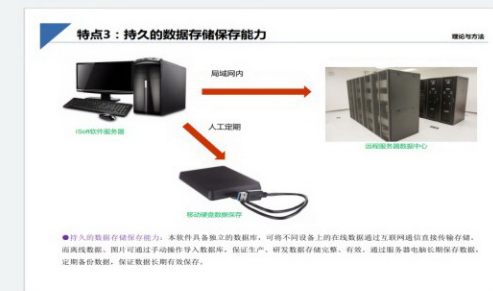 特点3：持久的数据存储保存能力
理论与方法
局域网内
人工定期
iSoft软件服务器
远程服务器数据中心
移动硬盘数据保存
●持久的数据存储保存能力：本软件具备独立的数据库，可将不同设备上的在线数据通过互联网通信直接传输存储。
而离线数据、图片可通过手动操作导入数据库。保证生产、研发数据存储完整、有效。通过服务器电脑长期保存数据，
定期备份数据，保证数据长期有效保存。